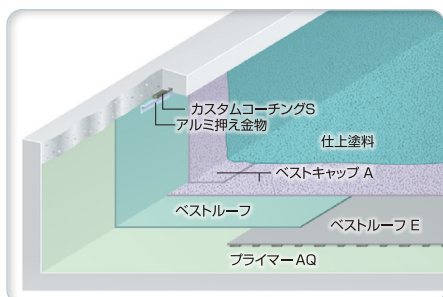 カスタムコーチングS
アルミ押え金物
仕上塗料
ベストキャップ A
ベストルーフ
ベストルーフ E
プライマーAQ